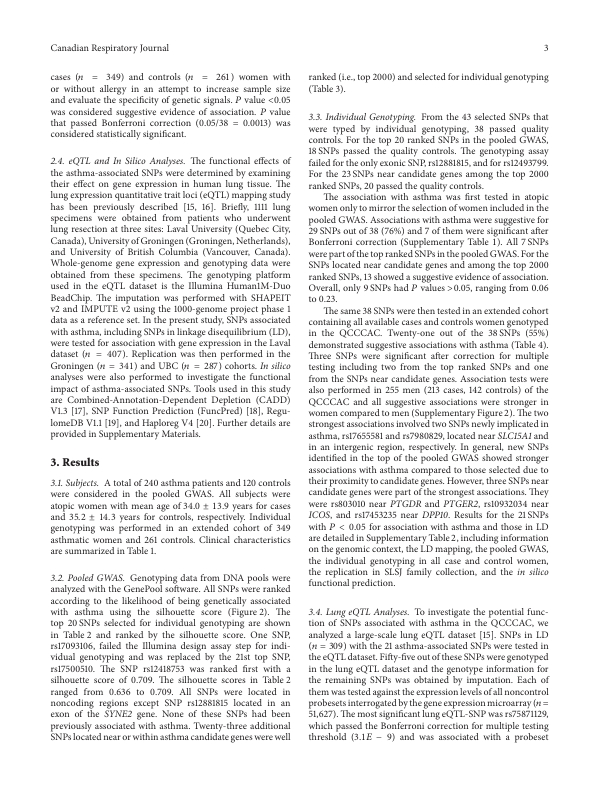 Canadian Respiratory Journal
3
cases (n = 349) and controls (n = 261) women with
or without allergy in an attempt to increase sample size
and evaluate the specificity of genetic signals. P value <0.05
was considered suggestive of association. P value
that passed Bonferroni correction (0.05/38 = 0.0013) was
considered statistically significant.
2.4. eQTL and In Silico Analyses. The functional effects of
the asthma-associated SNPs were determined by examining
their effect on gene expression in human lung tissue. The
lung expression quantitative trait loci (eQTL) mapping study
has been previously described [15, 16]. Briefly, 1111 lung
specimens were obtained from patients who underwent
lung resection at three sites: Laval University (Quebec City,
Canada), University of Groningen (Groningen, Netherlands),
and University of British Columbia (Vancouver, Canada).
Whole-genome gene expression and genotyping data were
obtained from these specimens. The genotyping platform
used in the eQTL dataset is the Illumina Human1M-Duo
BeadChip. The imputation was performed with SHAPEIT
v2 and IMPUTE v2 using the 1000-genome project phase 1
data as a reference set. In the present study, SNPs associated
with asthma, including SNPs in linkage disequilibrium (LD),
were tested for association with gene expression in the Laval
dataset (n = 407). Replication was then performed in the
Groningen (n = 341) and UBC (n = 287) cohorts. In silico
analyses were also performed to investigate the functional
impact of asthma-associated SNPs. Tools used in this study
are Combined-Annotation-Dependent Depletion (CADD)
V1.3 [17], SNP Function Prediction (FuncPred) [18], Regu-
lomeDB V1.1 [19], and Haploreg V4 [20]. Further details are
provided in Supplementary Materials.
3. Results
3.1. Subjects. A total of 240 asthma patients and 120 controls
were considered in the pooled GWAS. All subjects were
atopic women with mean age of 34.0 ± 13.9 years for cases
and 35.2 ± 14.3 years for controls, respectively. Individual
genotyping was performed in an extended cohort of 349
asthmatic women and 261 controls. Clinical characteristics
are summarized in Table 1.
3.2. Pooled GWAS. Genotyping data from DNA pools were
analyzed with the GenePool software. All SNPs were ranked
according to the likelihood of being genetically associated
with asthma using the silhouette score (Figure 2). The
top 20 SNPs selected for individual genotyping are shown
in Table 2 and ranked by the silhouette score. One SNP,
rs17093106, failed the Illumina design assay step for indi-
vidual genotyping and was replaced by the 21st top SNP,
rs17500510. The SNP rs12418753 was ranked first with a
silhouette score of 0.709. The silhouette scores in Table 2
ranged from 0.636 to 0.709. All SNPs were located in
noncoding regions except SNP rs12881815 located in an
exon of the SYNE2 gene. None of these SNPs had been
previously associated with asthma. Twenty-three additional
SNPs located near or within asthma candidate genes were well
ranked (i.e., top 2000) and selected for individual genotyping
(Table 3).
3.3. Individual Genotyping. From the 43 selected SNPs that
were typed by individual genotyping, 38 passed quality
controls. For the top 20 ranked SNPs in the pooled GWAS,
18 SNPs passed the quality controls. The genotyping assay
failed for the only exonic SNP, rs12881815, and for rs12493799.
For the 23 SNPs near candidate genes among the top 2000
ranked SNPs, 20 passed the quality controls.
The association with asthma was first tested in atopic
women only to mirror the selection of women included in the
pooled GWAS. Associations with asthma were suggestive for
29 SNPs out of 38 (76%) and 7 of them were significant after
Bonferroni correction (Supplementary Table 1). All 7 SNPs
were part of the top ranked SNPs in the pooled GWAS. For the
SNPs located near candidate genes and among the top 2000
ranked SNPs, 13 showed a suggestive evidence of association.
Overall, only 9 SNPs had P values > 0.05, ranging from 0.06
to 0.23.
The same 38 SNPs were then tested in an extended cohort
containing all available cases and controls women genotyped
in the QCCCAC. Twenty-one out of the 38 SNPs (55%)
demonstrated suggestive associations with asthma (Table 4).
Three SNPs were significant after correction for multiple
testing including two from the top ranked SNPs and one
from the SNPs near candidate genes. Association tests were
also performed in 255 men (213 cases, 142 controls) of the
QCCCAC and all suggestive associations were stronger in
women compared to men (Supplementary Figure 2). The two
strongest associations involved two SNPs newly implicated in
asthma, rs17655581 and rs7980829, located near SLC15A1 and
in an intergenic region, respectively. In general, new SNPs
identified in the top of the pooled GWAS showed stronger
associations with asthma compared to those selected due to
their proximity to candidate genes. However, three SNPs near
candidate genes were part of the strongest associations. They
were rs803010 near PTGDR and PTGER2, rs10932034 near
ICOS, and rs17453235 near DPP10. Results for the 21 SNPs
with P < 0.05 for association with asthma and those in LD
are detailed in Supplementary Table 2, including information
on the genomic context, the LD mapping, the pooled GWAS,
the individual genotyping in all case and control women,
the replication in SLSJ family collection, and the in silico
functional prediction.
3.4. Lung eQTL Analyses. To investigate the potential func-
tion of SNPs associated with asthma in the QCCCAC, we
analyzed a large-scale lung eQTL dataset [15]. SNPs in LD
(n = 309) with the 21 asthma-associated SNPs were tested in
the eQTL dataset. Fifty-five out of these SNPs were genotyped
in the lung eQTL dataset and the genotype information for
the remaining SNPs was obtained by imputation. Each of
them was tested against the expression levels of all noncontrol
probesets interrogated by the gene expression microarray (n =
51,627). The most significant lung eQTL-SNP was rs75871129,
which passed the Bonferroni correction for multiple testing
threshold (3.1E − 9) and was associated with a probeset